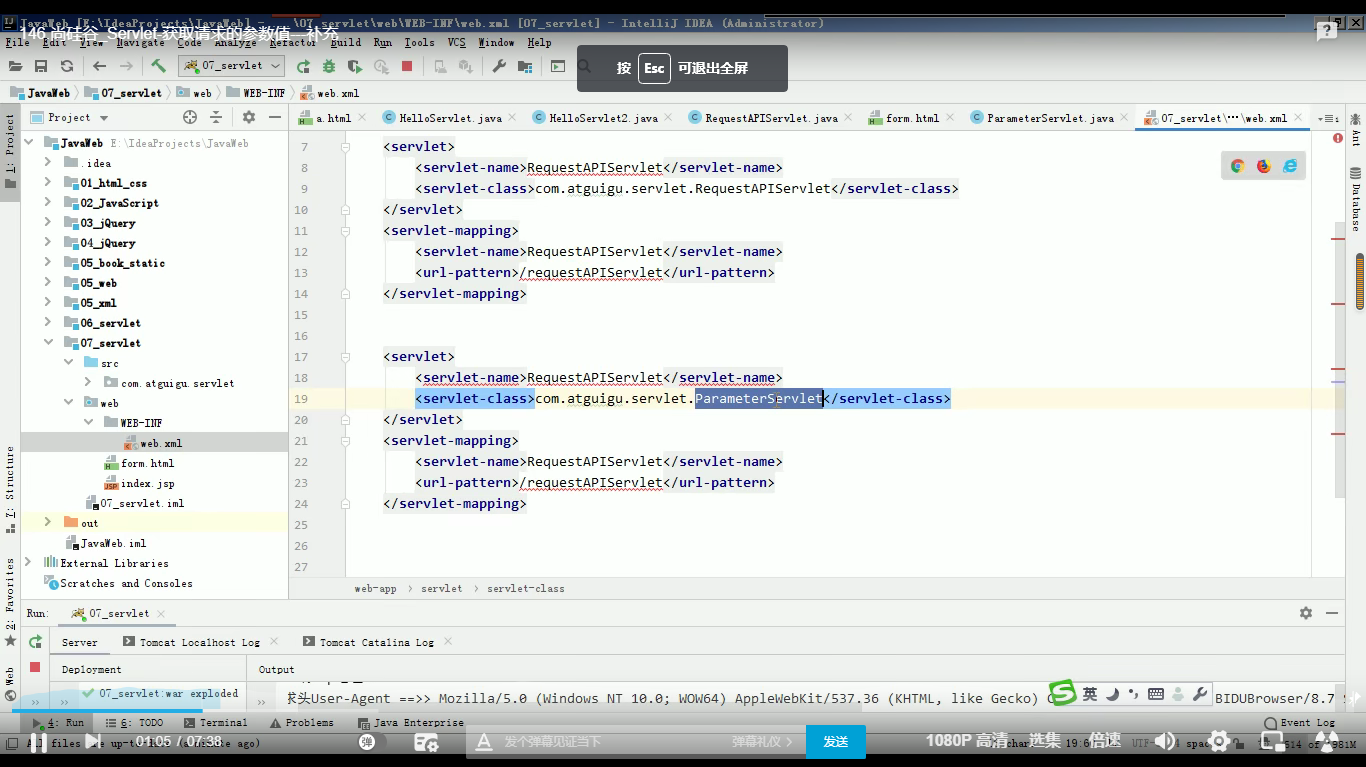 JavaWeb [E:\IdeaProjects\JavaWeb] - ...\07_servlet\web\WEB-INF\web.xml [07_servlet] - IntelliJ IDEA (Administrator)
146 尚硅谷_Servlet-获取请求的参数值—补充
File Edit View Navigate Code Analyze Refactor Build Run Tools VCS Window Help
按 Esc 可退出全屏
07_servlet
JavaWeb 07_servlet web WEB-INF web.xml
Project
a.html HelloServlet.java HelloServlet2.java RequestAPIServlet.java form.html ParameterServlet.java 07_servlet\...\web.xml
1: Project
7: Structure
2: Favorites
Web
Ant
Database
JavaWeb E:\IdeaProjects\JavaWeb
.idea
01_html_css
02_JavaScript
03_jQuery
04_jQuery
05_book_static
05_web
05_xml
06_servlet
07_servlet
src
com.atguigu.servlet
web
WEB-INF
web.xml
form.html
index.jsp
07_servlet.iml
out
JavaWeb.iml
External Libraries
Scratches and Consoles
7 <servlet>
8 <servlet-name>RequestAPIServlet</servlet-name>
9 <servlet-class>com.atguigu.servlet.RequestAPIServlet</servlet-class>
10 </servlet>
11 <servlet-mapping>
12 <servlet-name>RequestAPIServlet</servlet-name>
13 <url-pattern>/requestAPIServlet</url-pattern>
14 </servlet-mapping>
15
16
17 <servlet>
18 <servlet-name>RequestAPIServlet</servlet-name>
19 <servlet-class>com.atguigu.servlet.ParameterServlet</servlet-class>
20 </servlet>
21 <servlet-mapping>
22 <servlet-name>RequestAPIServlet</servlet-name>
23 <url-pattern>/requestAPIServlet</url-pattern>
24 </servlet-mapping>
25
26
27
web-app › servlet › servlet-class
Run: 07_servlet
Server Tomcat Localhost Log Tomcat Catalina Log
Deployment Output
07_servlet:war exploded
求头User-Agent ==>> Mozilla/5.0 (Windows NT 10.0; WOW64) AppleWebKit/537.36 (KHTML, like Gecko) BIDUBrowser/8.7
英
4: Run 6: TODO Terminal Problems Java Enterprise Event Log
All files are up-to-date
01:05 / 07:38
弹
发个弹幕见证当下
弹幕礼仪 >
发送
1080P 高清 选集 倍速